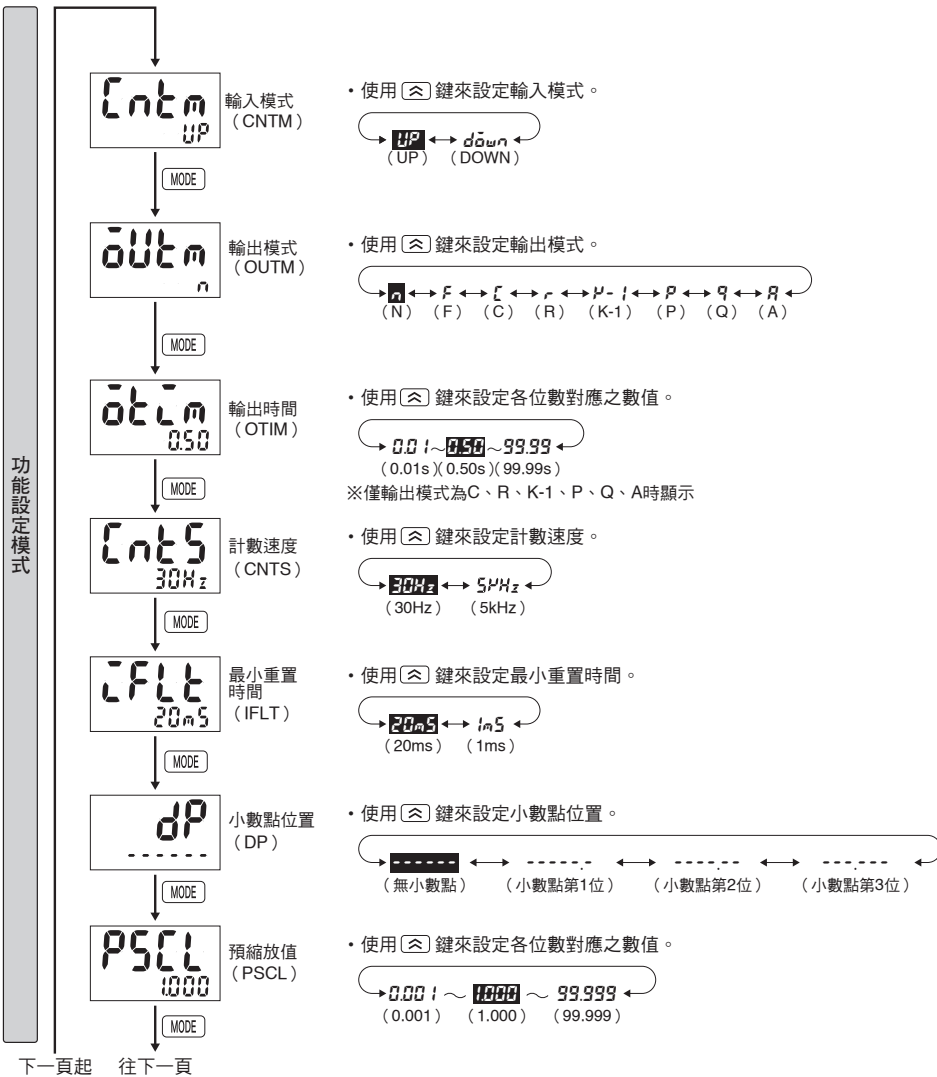 功能設定模式
Cntm
UP
輸入模式
（CNTM）
・使用 鍵來設定輸入模式。
UP down
（UP）（DOWN）
MODE
outm
n
輸出模式
（OUTM）
・使用 鍵來設定輸出模式。
n F C r K-1 P q A
（N）（F）（C）（R）（K-1）（P）（Q）（A）
MODE
otim
0.50
輸出時間
（OTIM）
・使用 鍵來設定各位數對應之數值。
0.01～0.50～99.99
（0.01s）（0.50s）（99.99s）
※僅輸出模式為C、R、K-1、P、Q、A時顯示
MODE
CntS
30Hz
計數速度
（CNTS）
・使用 鍵來設定計數速度。
30Hz 5KHz
（30Hz）（5kHz）
MODE
iFLt
20mS
最小重置
時間
（IFLT）
・使用 鍵來設定最小重置時間。
20mS 1mS
（20ms）（1ms）
MODE
dP
------
小數點位置
（DP）
・使用 鍵來設定小數點位置。
------ -----.- ----.-- ---.---
（無小數點）（小數點第1位）（小數點第2位）（小數點第3位）
MODE
PSCL
1.000
預縮放值
（PSCL）
・使用 鍵來設定各位數對應之數值。
0.001～1.000～99.999
（0.001）（1.000）（99.999）
MODE
下一頁起 往下一頁